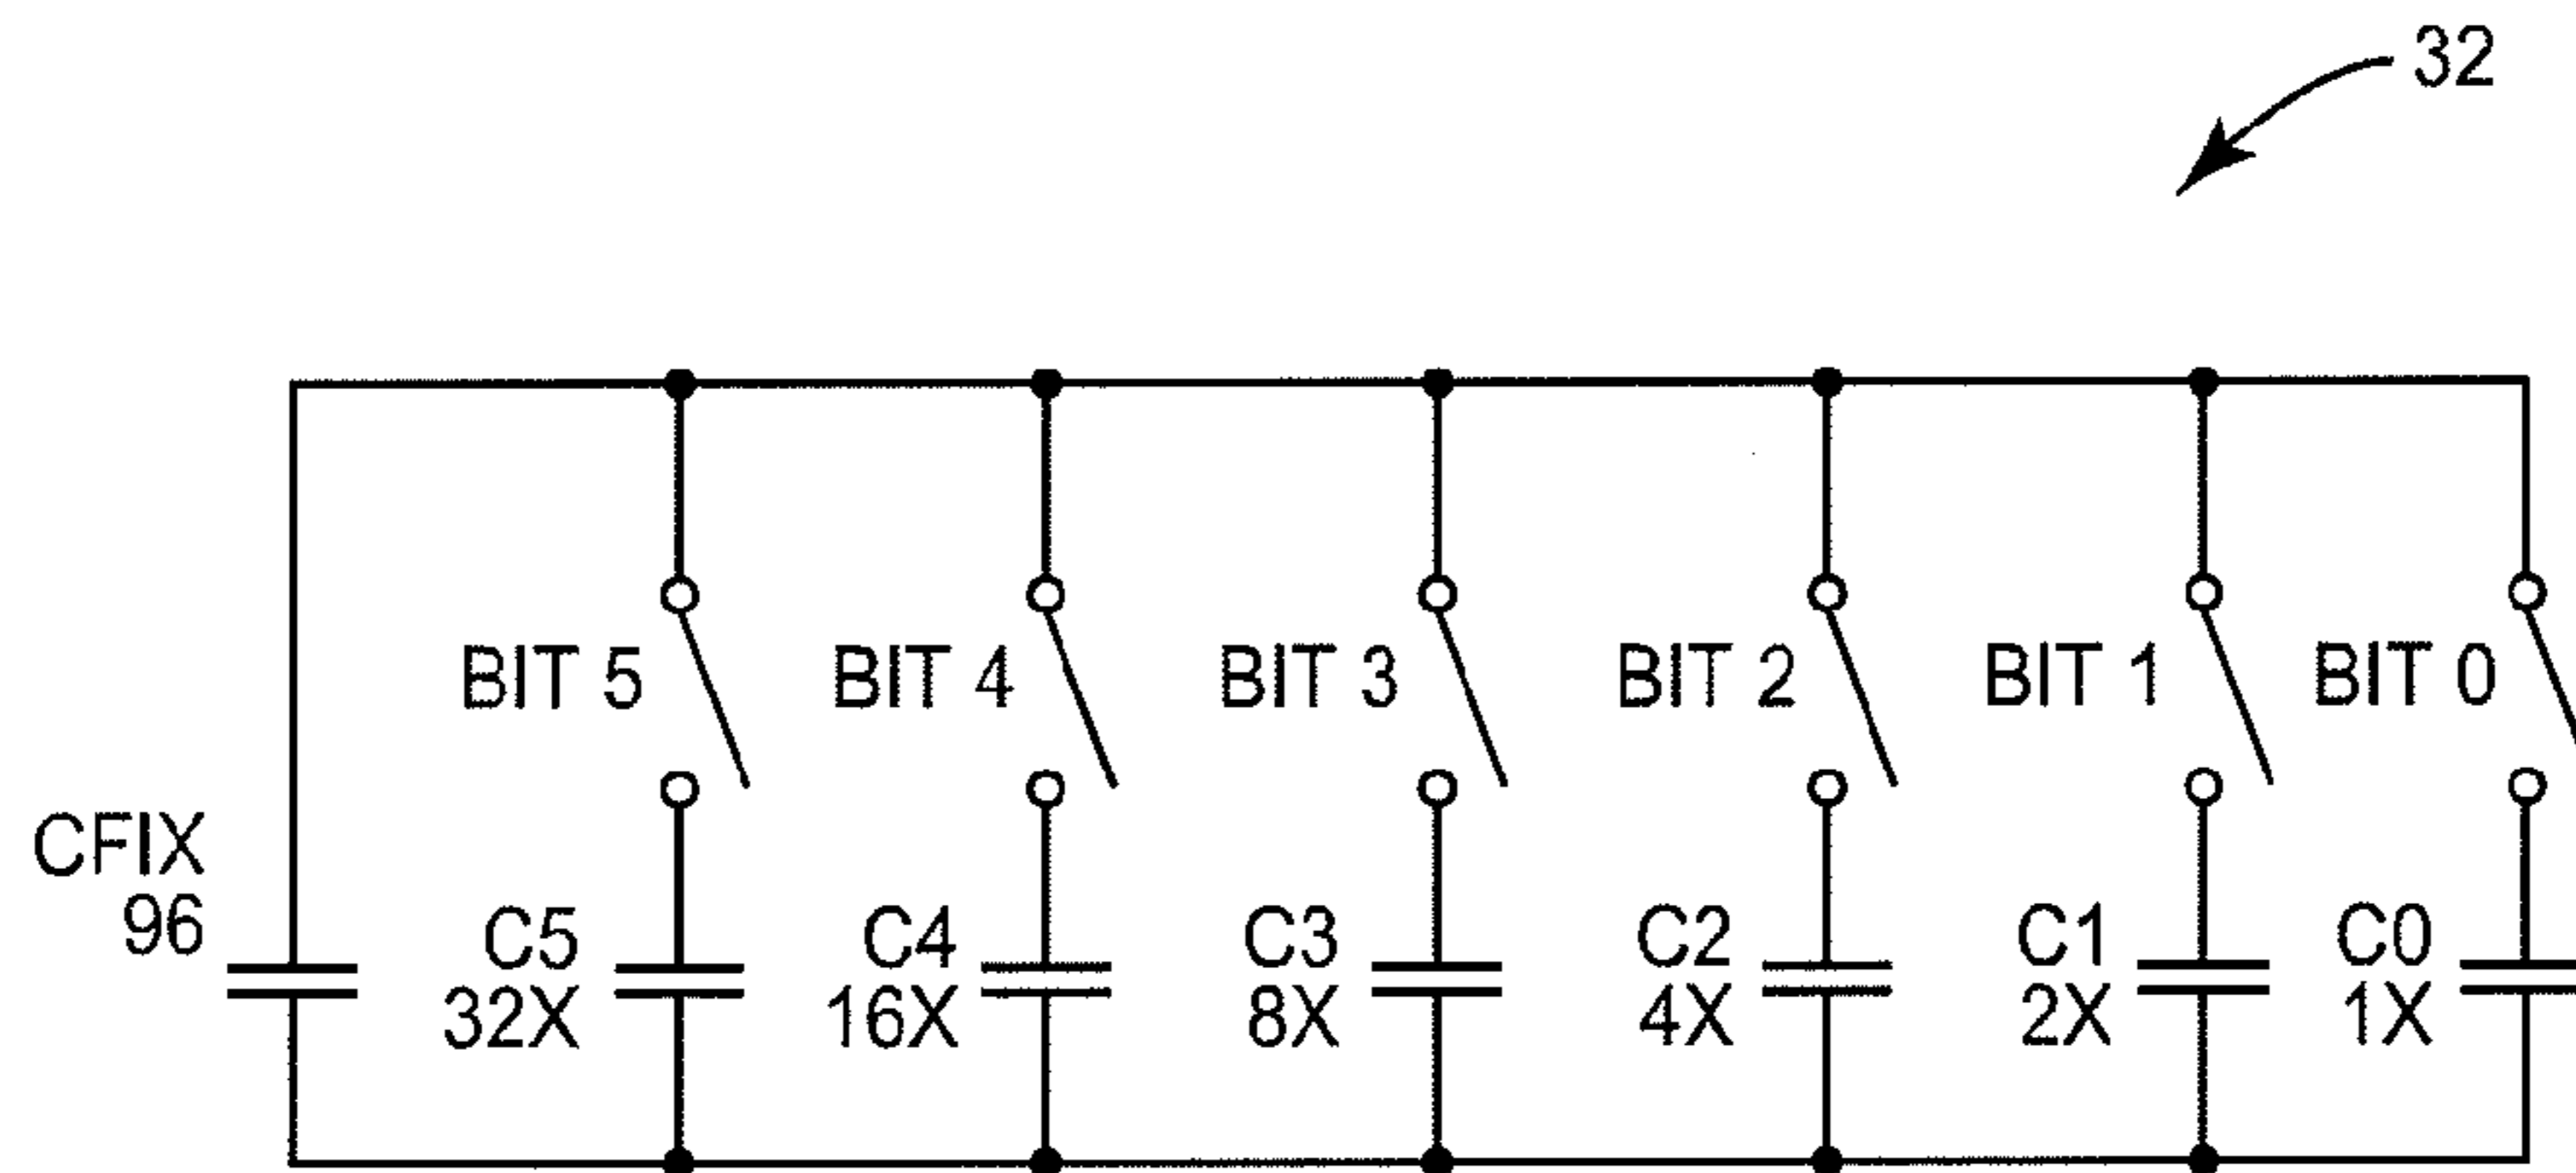 32
BIT 5
BIT 4
BIT 3
BIT 2
BIT 1
BIT 0
CFIX
96
C5
32X
C4
16X
C3
8X
C2
4X
C1
2X
C0
1X